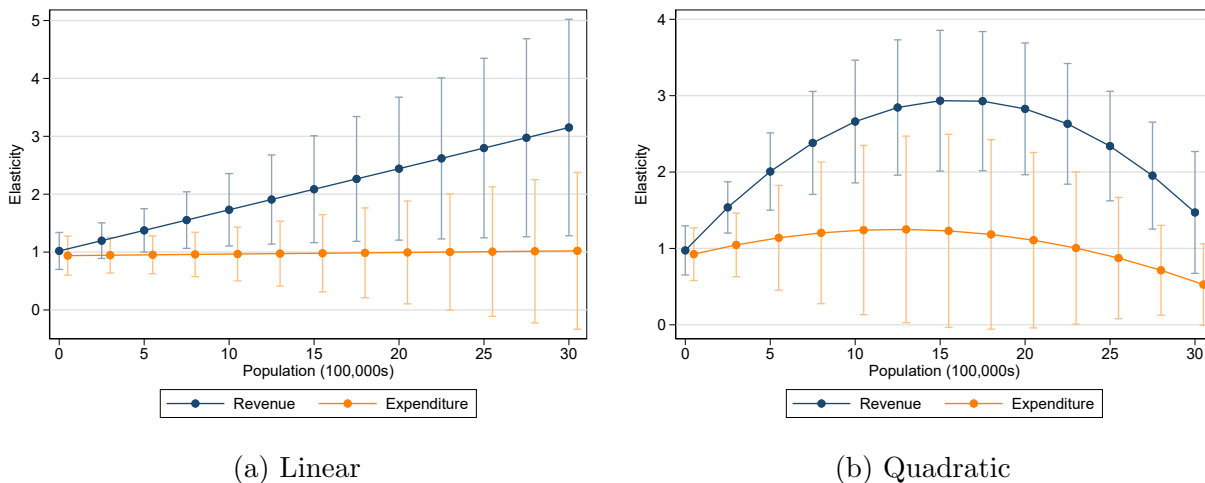 5
4
3
2
1
0
Elasticity
0 5 10 15 20 25 30
Population (100,000s)
Revenue Expenditure
(a) Linear
4
3
2
1
0
Elasticity
0 5 10 15 20 25 30
Population (100,000s)
Revenue Expenditure
(b) Quadratic